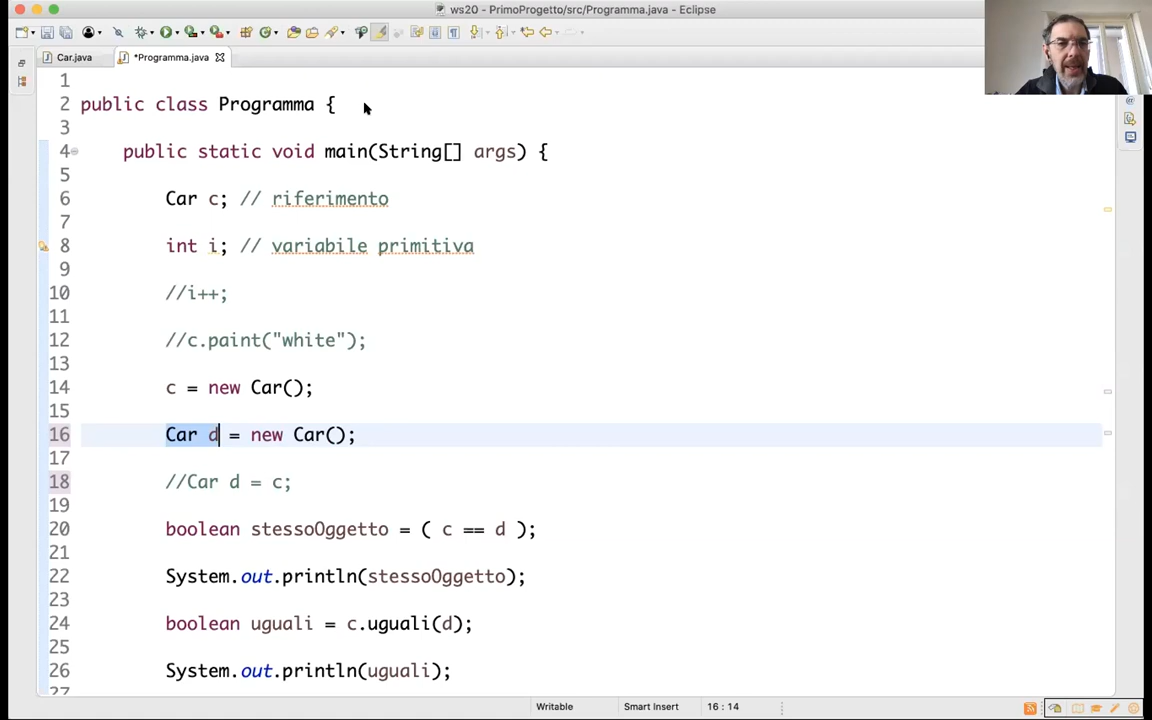 ws20 - PrimoProgetto/src/Programma.java - Eclipse
Car.java
*Programma.java
1
2 public class Programma {
3
4 public static void main(String[] args) {
5
6 Car c; // riferimento
7
8 int i; // variabile primitiva
9
10 //i++;
11
12 //c.paint("white");
13
14 c = new Car();
15
16 Car d = new Car();
17
18 //Car d = c;
19
20 boolean stessoOggetto = ( c == d );
21
22 System.out.println(stessoOggetto);
23
24 boolean uguali = c.uguali(d);
25
26 System.out.println(uguali);
27
Writable Smart Insert 16 : 14